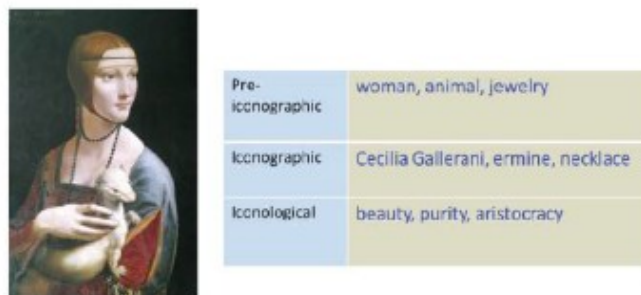 Pre-
iconographic
woman, animal, jewelry
Iconographic
Cecilia Gallerani, ermine, necklace
Iconological
beauty, purity, aristocracy